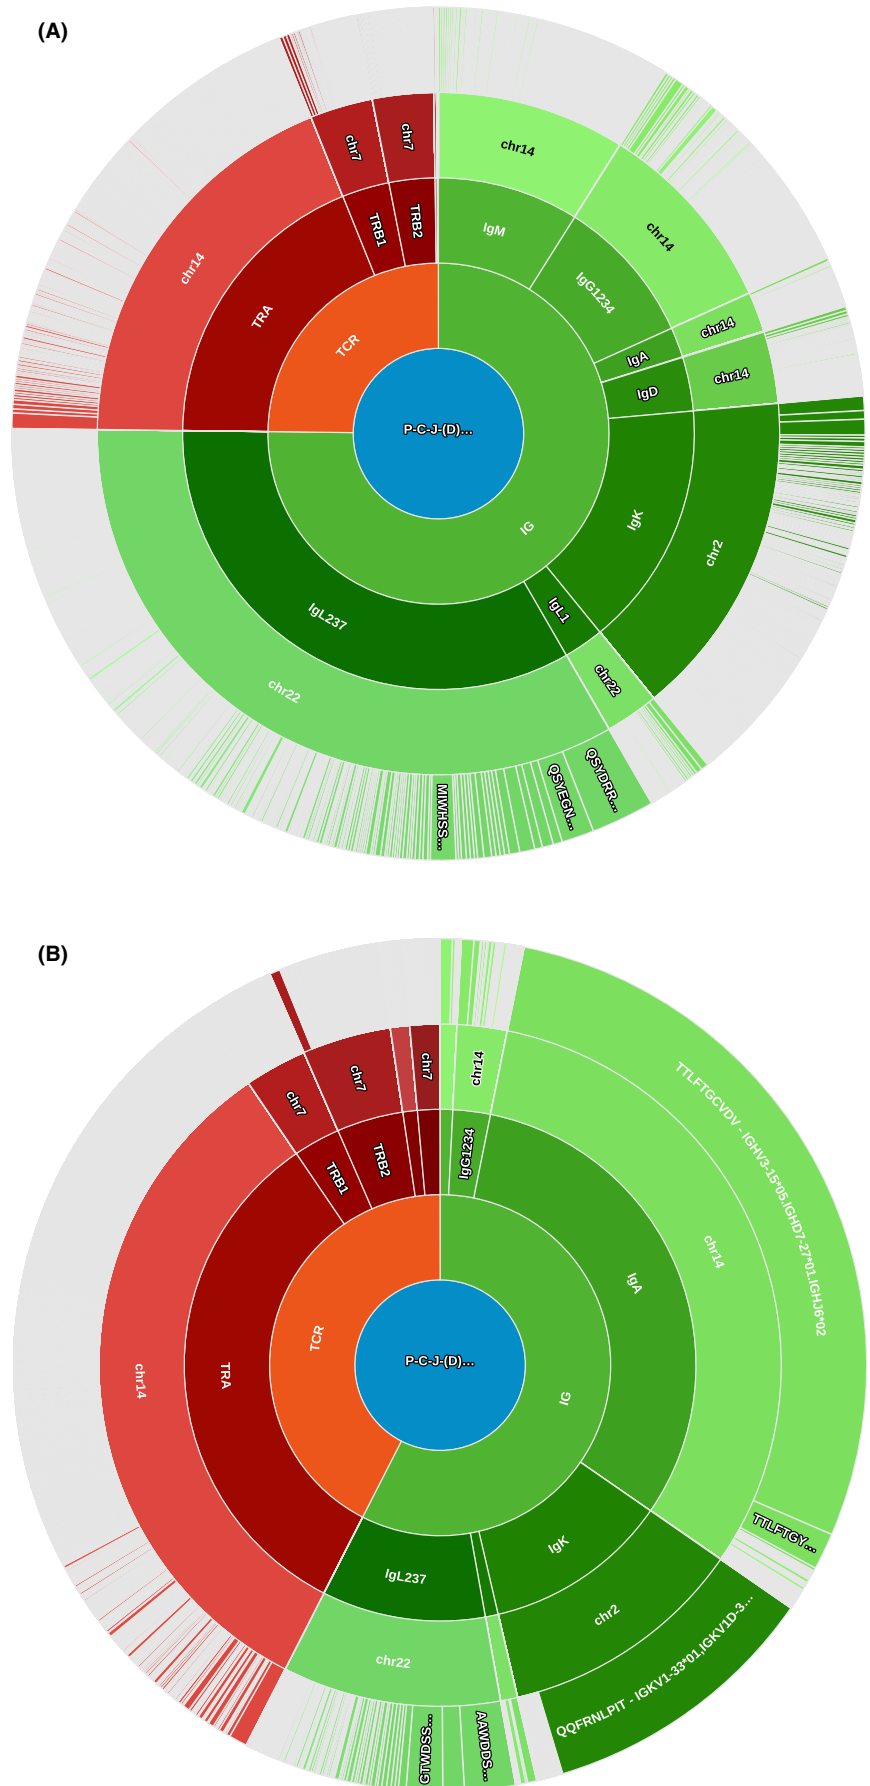 (A)
chr7
chr7
chr14
TRB1
TRB2
IgM
chr14
chr14
IgG1234
TRA
TCR
chr14
IgA
chr14
IgD
P-C-J-(D)...
IG
IgK
chr2
IgL237
IgL1
chr22
chr22
MIWHSS...
QSYEGN...
QSYDRR...
(B)
chr7
chr7
chr7
chr14
TRB1
TRB2
IgG1234
TTLFTGCVDV - IGHV3-15*05.IGHD7-27*01.IGHJ6*02
chr14
IgA
TCR
TRA
chr14
P-C-J-(D)...
IG
TTLFTGY...
IgK
IgL237
chr2
chr22
QQFRNLPIT - IGKV1-33*01,IGKV1D-3...
GTWDSS...
AAWDDS...